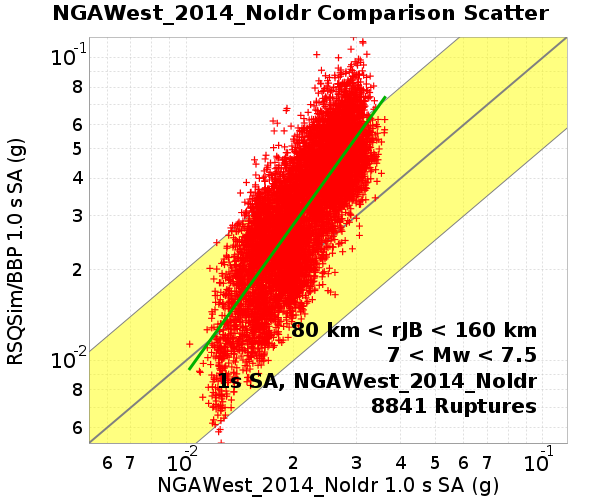 NGAWest_2014_NoIdr Comparison Scatter
10-1
8
6
5
4
3
2
10-2
8
6
RSQSim/BBP 1.0 s SA (g)
80 km < rJB < 160 km
7 < Mw < 7.5
1s SA, NGAWest_2014_NoIdr
8841 Ruptures
6 7 10-2 2 3 4 5 6 7 8 10-1
NGAWest_2014_NoIdr 1.0 s SA (g)